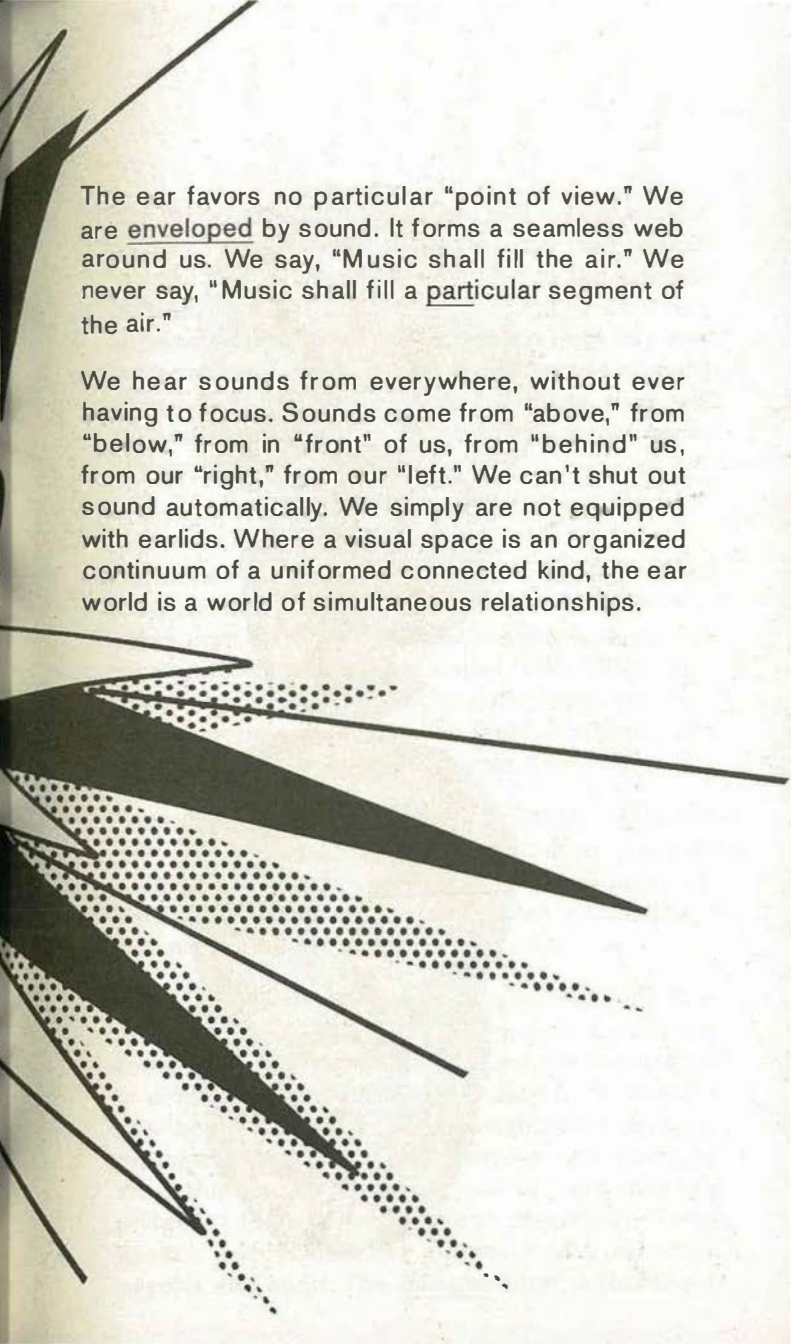 The ear favors no particular "point of view." We
are enveloped by sound. It forms a seamless web
around us. We say, "Music shall fill the air." We
never say, "Music shall fill a particular segment of
the air."
We hear sounds from everywhere, without ever
having to focus. Sounds come from "above," from
"below," from in "front" of us, from "behind" us,
from our "right," from our "left." We can't shut out
sound automatically. We simply are not equipped
with earlids. Where a visual space is an organized
continuum of a uniformed connected kind, the ear
world is a world of simultaneous relationships.